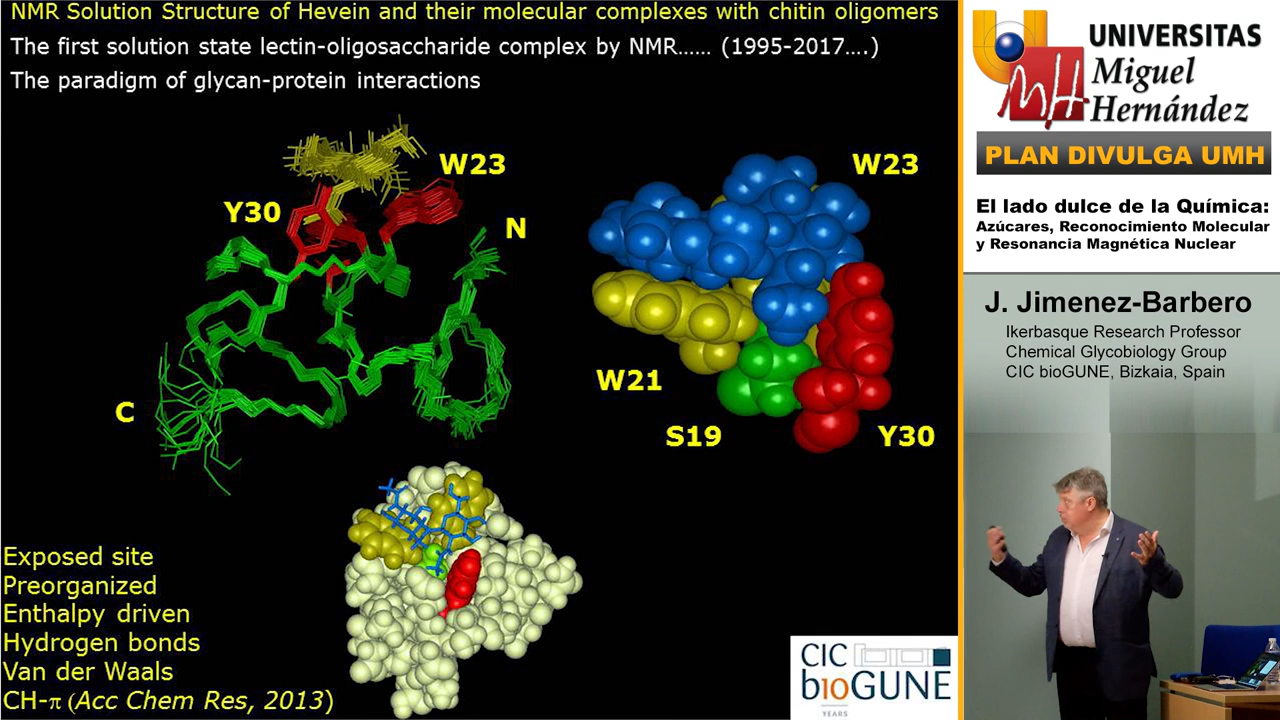 NMR Solution Structure of Hevein and their molecular complexes with chitin oligomers
The first solution state lectin-oligosaccharide complex by NMR...... (1995-2017....)
The paradigm of glycan-protein interactions
W23
Y30
N
C
W23
W21
S19
Y30
Exposed site
Preorganized
Enthalpy driven
Hydrogen bonds
Van der Waals
CH-π (Acc Chem Res, 2013)
CIC
bioGUNE
YEARS
UMH
UNIVERSITAS
Miguel
Hernández
PLAN DIVULGA UMH
El lado dulce de la Química:
Azúcares, Reconocimiento Molecular
y Resonancia Magnética Nuclear
J. Jimenez-Barbero
Ikerbasque Research Professor
Chemical Glycobiology Group
CIC bioGUNE, Bizkaia, Spain